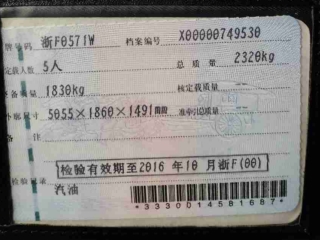 号牌号码 浙F0571W 档案编号 X00000749530
定载人数 5人 总质量 2320kg
整备质量 1830kg 核定载质量
外廓尺寸 5055×1860×1491 准牵引总质量
备注
检验有效期至2016年10月浙F(00)
检验记录
汽油
*3330014581687*